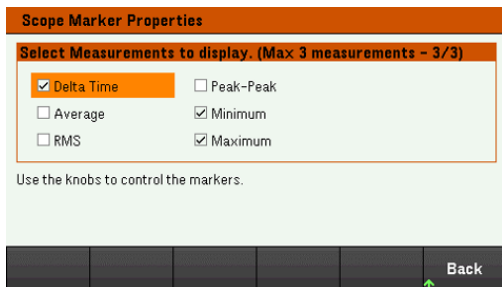 Scope Marker Properties
Select Measurements to display. (Max 3 measurements - 3/3)
Delta Time
Peak-Peak
Average
Minimum
RMS
Maximum
Use the knobs to control the markers.
Back